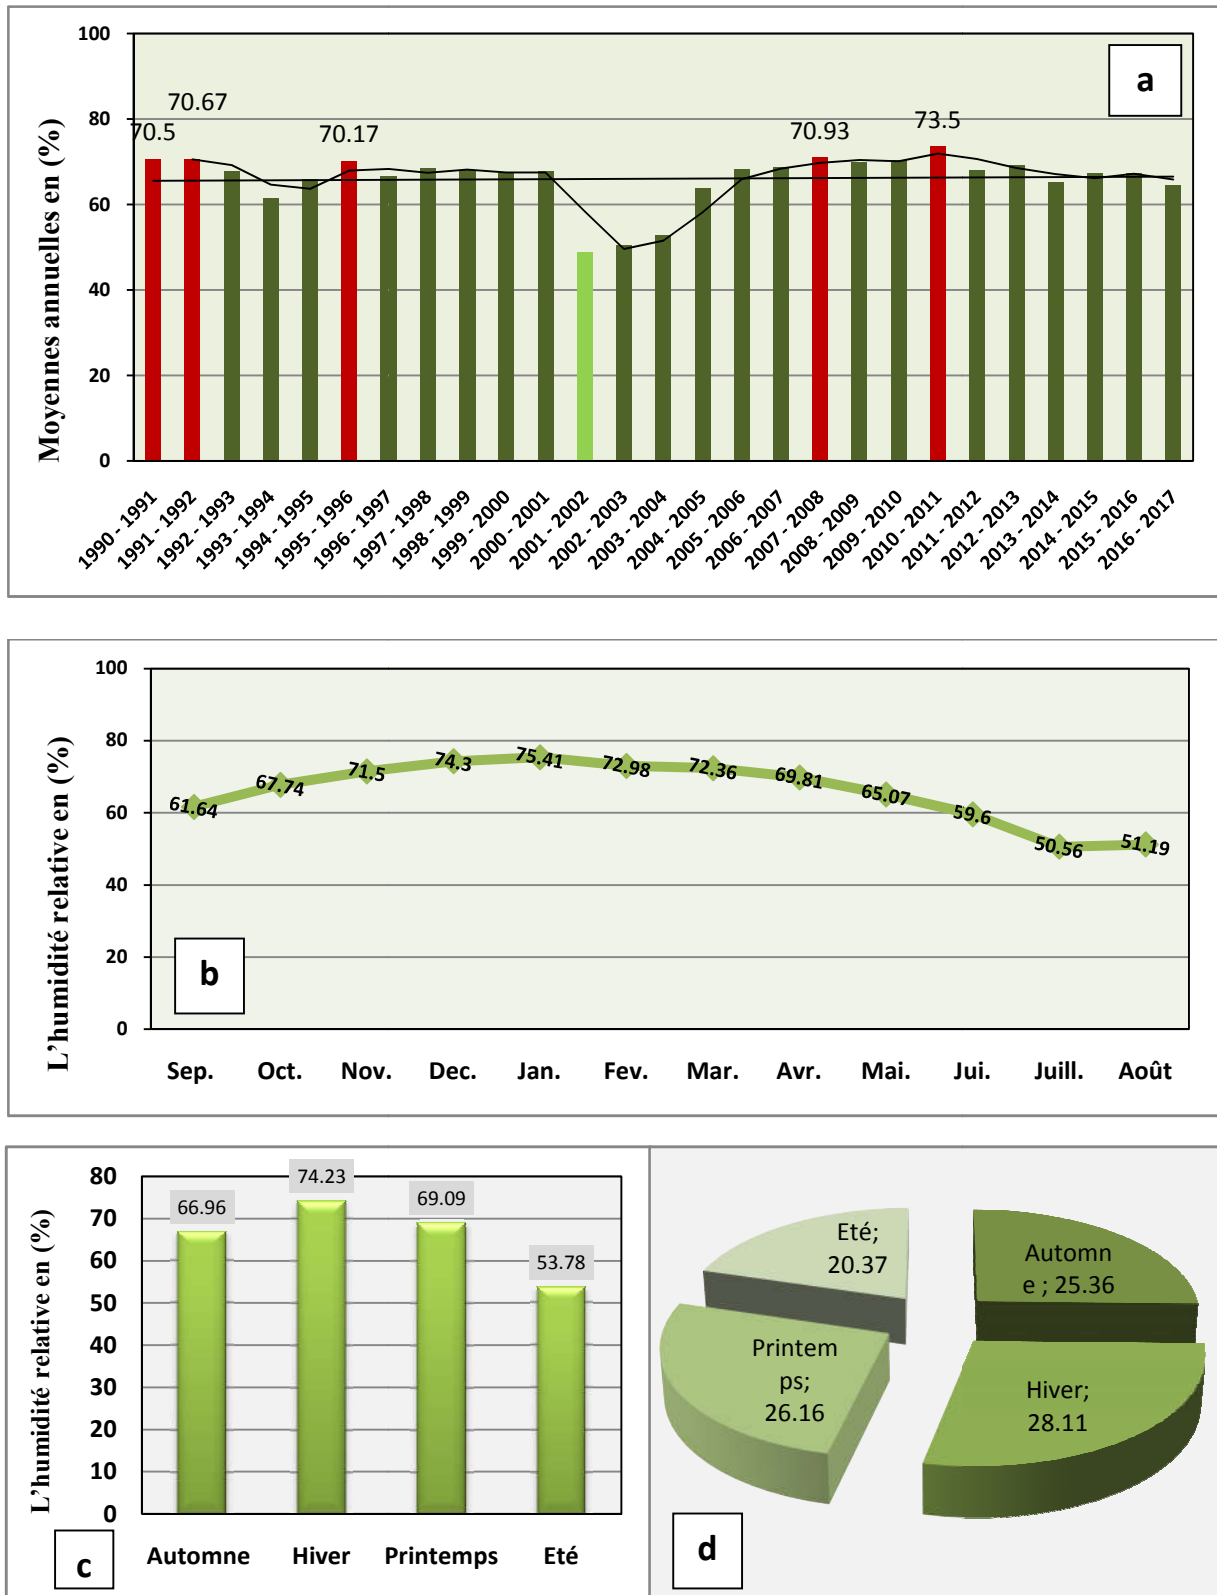 a
Moyennes annuelles en (%)
100
80
60
40
20
0
70.5
70.67
70.17
70.93
73.5
1990 - 1991
1991 - 1992
1992 - 1993
1993 - 1994
1994 - 1995
1995 - 1996
1996 - 1997
1997 - 1998
1998 - 1999
1999 - 2000
2000 - 2001
2001 - 2002
2002 - 2003
2003 - 2004
2004 - 2005
2005 - 2006
2006 - 2007
2007 - 2008
2008 - 2009
2009 - 2010
2010 - 2011
2011 - 2012
2012 - 2013
2013 - 2014
2014 - 2015
2015 - 2016
2016 - 2017
L'humidité relative en (%)
100
80
60
40
20
0
61.64
67.74
71.5
74.3
75.41
72.98
72.36
69.81
65.07
59.6
50.56
51.19
b
Sep. Oct. Nov. Dec. Jan. Fev. Mar. Avr. Mai. Jui. Juill. Août
L'humidité relative en (%)
80
70
60
50
40
30
20
10
0
66.96
74.23
69.09
53.78
Automne Hiver Printemps Eté
c
Eté;
20.37
Automn
e ; 25.36
Printem
ps;
26.16
Hiver;
28.11
d